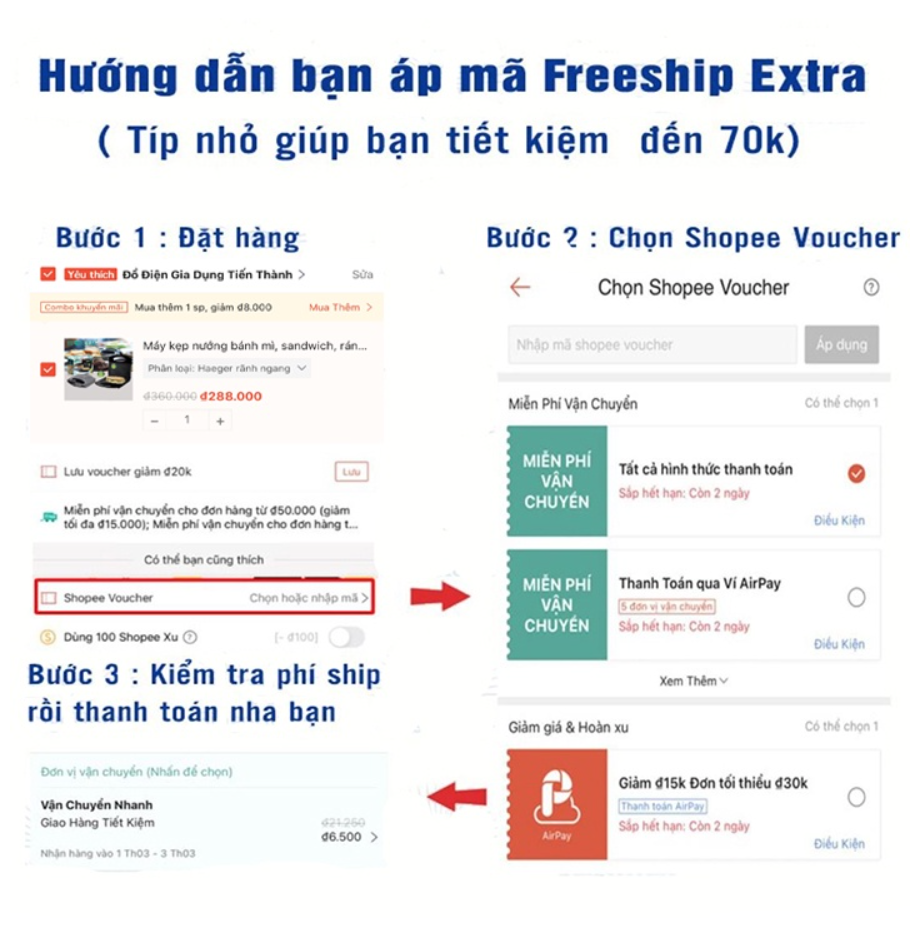 Hướng dẫn bạn áp mã Freeship Extra
( Típ nhỏ giúp bạn tiết kiệm đến 70k)
Bước 1 : Đặt hàng
Yêu thích Đồ Điện Gia Dụng Tiến Thành > Sửa
Combo khuyến mãi Mua thêm 1 sp, giảm ₫8.000 Mua Thêm >
Máy kẹp nướng bánh mì, sandwich, rán...
Phân loại: Haeger rãnh ngang
₫360.000 ₫288.000
− 1 +
Lưu voucher giảm ₫20k Lưu
Miễn phí vận chuyển cho đơn hàng từ ₫50.000 (giảm
tối đa ₫15.000); Miễn phí vận chuyển cho đơn hàng t...
Có thể bạn cũng thích
Shopee Voucher Chọn hoặc nhập mã >
S Dùng 100 Shopee Xu ? [- ₫100]
Bước 2 : Chọn Shopee Voucher
Chọn Shopee Voucher ?
Nhập mã shopee voucher Áp dụng
Miễn Phí Vận Chuyển Có thể chọn 1
MIỄN PHÍ
VẬN
CHUYỂN
Tất cả hình thức thanh toán
Sắp hết hạn: Còn 2 ngày
Điều Kiện
MIỄN PHÍ
VẬN
CHUYỂN
Thanh Toán qua Ví AirPay
5 đơn vị vận chuyển
Sắp hết hạn: Còn 2 ngày
Điều Kiện
Xem Thêm
Giảm giá & Hoàn xu Có thể chọn 1
AirPay
Giảm ₫15k Đơn tối thiểu ₫30k
Thanh toán AirPay
Sắp hết hạn: Còn 2 ngày
Điều Kiện
Bước 3 : Kiểm tra phí ship
rồi thanh toán nha bạn
Đơn vị vận chuyển (Nhấn để chọn)
Vận Chuyển Nhanh
Giao Hàng Tiết Kiệm ₫21.250
₫6.500 >
Nhận hàng vào 1 Th03 - 3 Th03